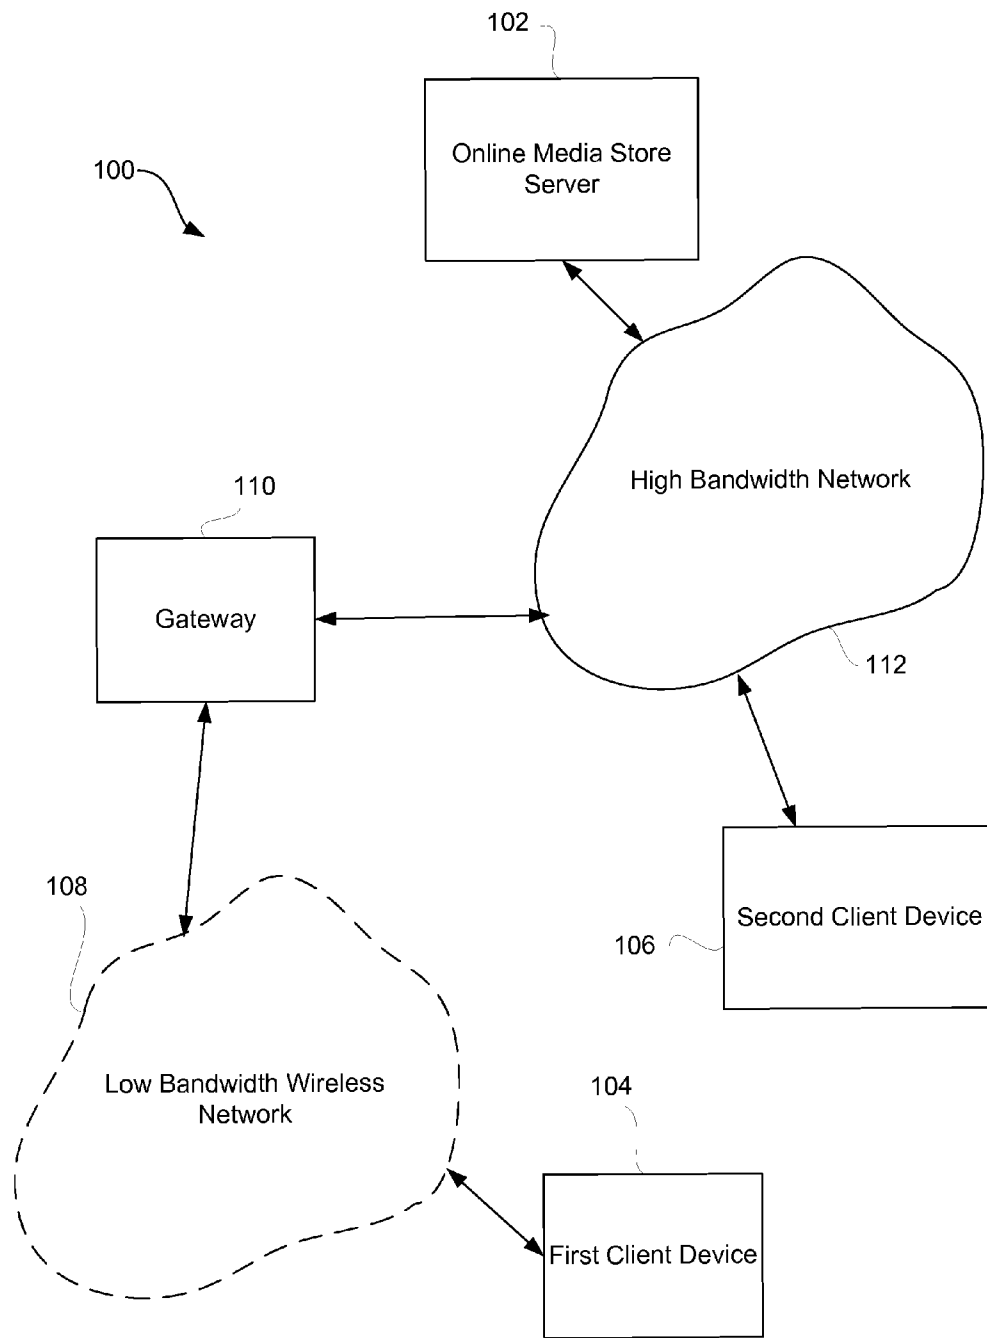 102
Online Media Store
Server
100
High Bandwidth Network
110
Gateway
112
108
Second Client Device
106
Low Bandwidth Wireless
Network
104
First Client Device